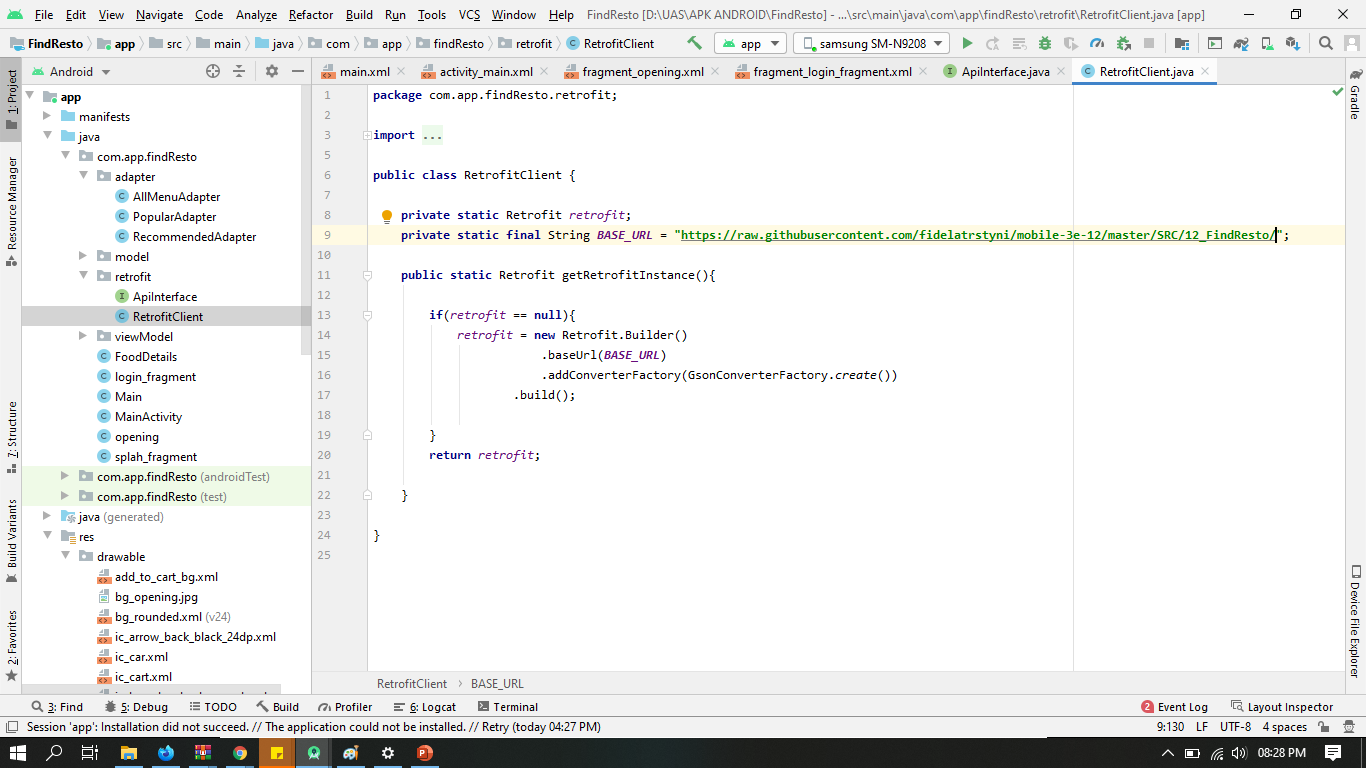 File Edit View Navigate Code Analyze Refactor Build Run Tools VCS Window Help FindResto [D:\UAS\APK ANDROID\FindResto] - ...\src\main\java\com\app\findResto\retrofit\RetrofitClient.java [app]
FindResto app src main java com app findResto retrofit RetrofitClient app samsung SM-N9208
Android main.xml activity_main.xml fragment_opening.xml fragment_login_fragment.xml ApiInterface.java RetrofitClient.java
1: Project
Resource Manager
7: Structure
Build Variants
2: Favorites
app
manifests
java
com.app.findResto
adapter
AllMenuAdapter
PopularAdapter
RecommendedAdapter
model
retrofit
ApiInterface
RetrofitClient
viewModel
FoodDetails
login_fragment
Main
MainActivity
opening
splah_fragment
com.app.findResto (androidTest)
com.app.findResto (test)
java (generated)
res
drawable
add_to_cart_bg.xml
bg_opening.jpg
bg_rounded.xml (v24)
ic_arrow_back_black_24dp.xml
ic_car.xml
ic_cart.xml
1 package com.app.findResto.retrofit;
2
3 import ...
5
6 public class RetrofitClient {
7
8 private static Retrofit retrofit;
9 private static final String BASE_URL = "https://raw.githubusercontent.com/fidelatrstyni/mobile-3e-12/master/SRC/12_FindResto/";
10
11 public static Retrofit getRetrofitInstance(){
12
13 if(retrofit == null){
14 retrofit = new Retrofit.Builder()
15 .baseUrl(BASE_URL)
16 .addConverterFactory(GsonConverterFactory.create())
17 .build();
18
19 }
20 return retrofit;
21
22 }
23
24 }
25
Gradle
Device File Explorer
RetrofitClient > BASE_URL
3: Find 5: Debug TODO Build Profiler 6: Logcat Terminal 2 Event Log Layout Inspector
Session 'app': Installation did not succeed. // The application could not be installed. // Retry (today 04:27 PM) 9:130 LF UTF-8 4 spaces
08:28 PM